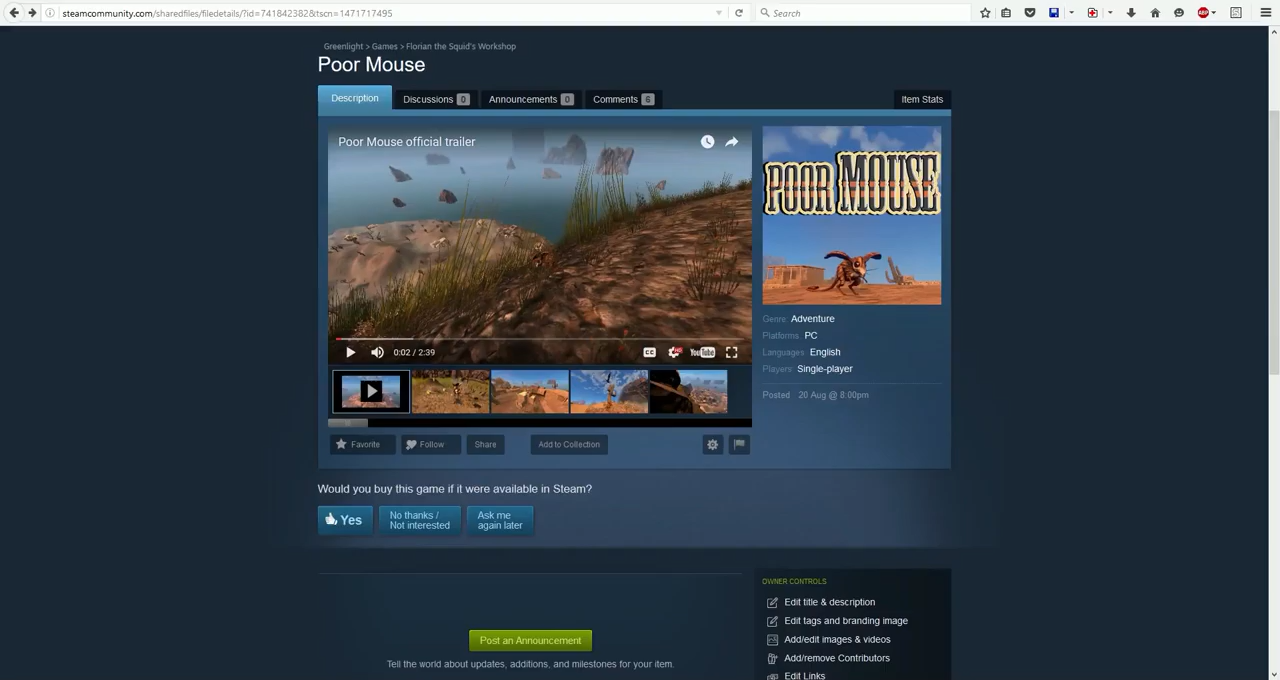 steamcommunity.com/sharedfiles/filedetails/?id=741842382&tscn=1471717495
Search
ABP
Greenlight > Games > Florian the Squid's Workshop
Poor Mouse
Description
Discussions 0
Announcements 0
Comments 6
Item Stats
Poor Mouse official trailer
POOR MOUSE
0:02 / 2:39
CC
HD
YouTube
Genre: Adventure
Platforms: PC
Languages: English
Players: Single-player
Posted 20 Aug @ 8:00pm
Favorite
Follow
Share
Add to Collection
Would you buy this game if it were available in Steam?
Yes
No thanks /
Not interested
Ask me
again later
OWNER CONTROLS
Edit title & description
Edit tags and branding image
Add/edit images & videos
Add/remove Contributors
Edit Links
Post an Announcement
Tell the world about updates, additions, and milestones for your item.